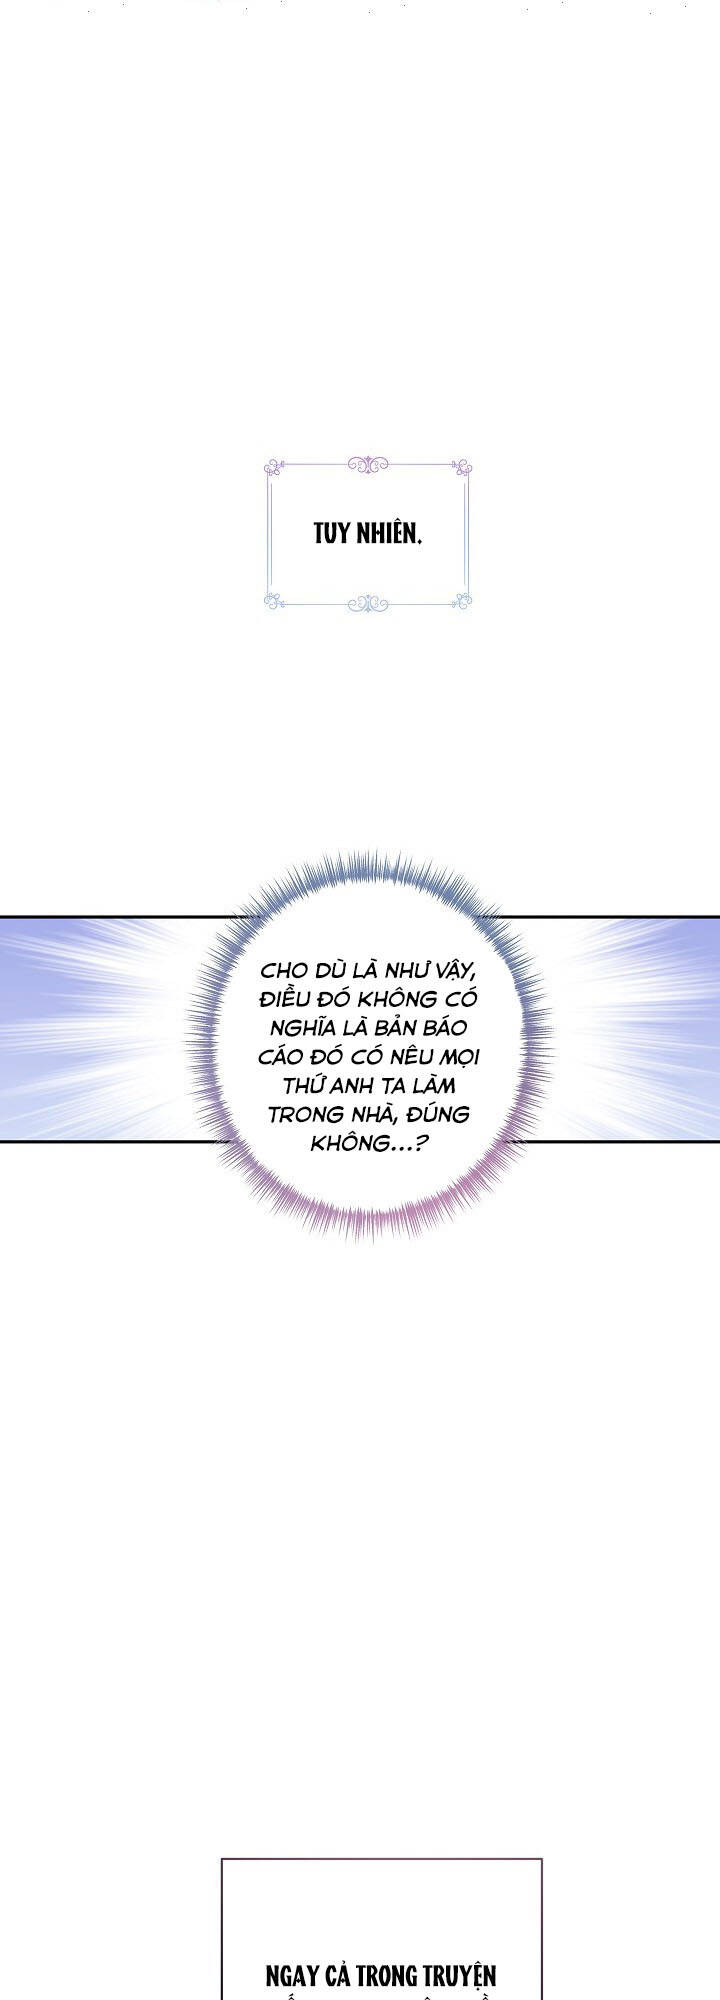 TUY NHIÊN.
CHO DÙ LÀ NHƯ VẬY,
ĐIỀU ĐÓ KHÔNG CÓ
NGHĨA LÀ BẢN BÁO
CÁO ĐÓ CÓ NÊU MỌI
THỨ ANH TA LÀM
TRONG NHÀ, ĐÚNG
KHÔNG...?
NGAY CẢ TRONG TRUYỆN